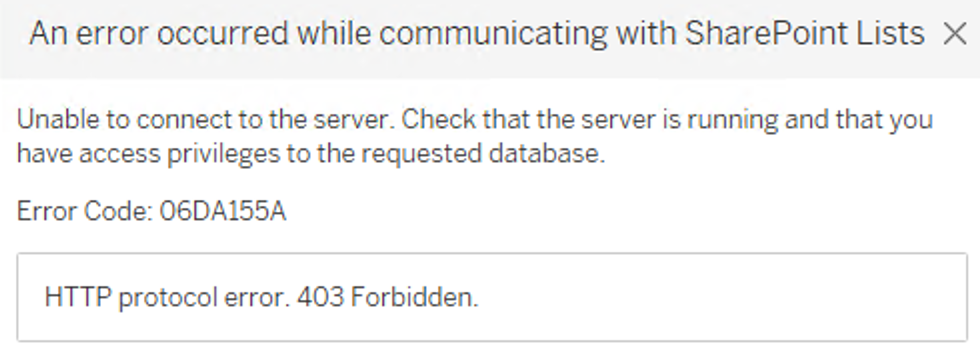 An error occurred while communicating with SharePoint Lists
Unable to connect to the server. Check that the server is running and that you
have access privileges to the requested database.
Error Code: 06DA155A
HTTP protocol error. 403 Forbidden.